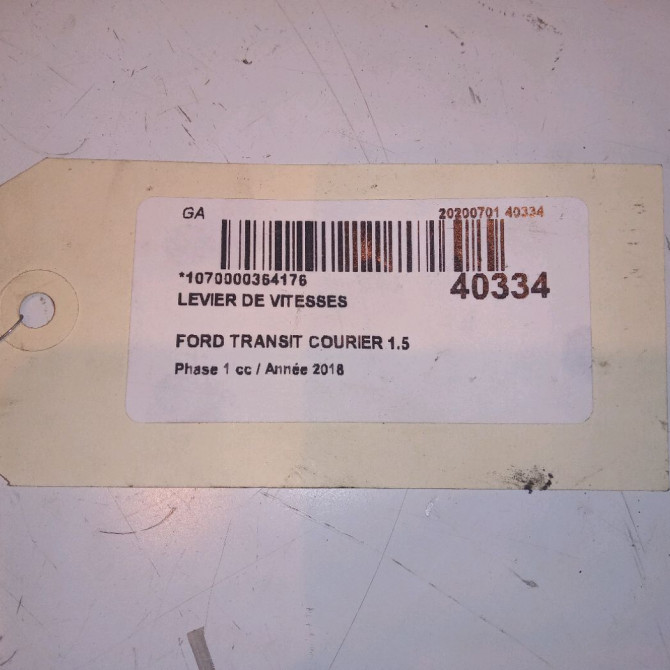 GA 20200701 40334
*1070000364176
40334
LEVIER DE VITESSES
FORD TRANSIT COURIER 1.5
Phase 1 cc / Année 2018